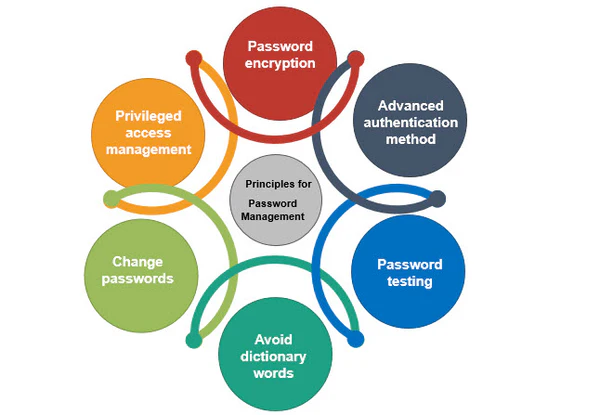 Password
encryption
Advanced
authentication
method
Password
testing
Avoid
dictionary
words
Change
passwords
Privileged
access
management
Principles for
Password
Management